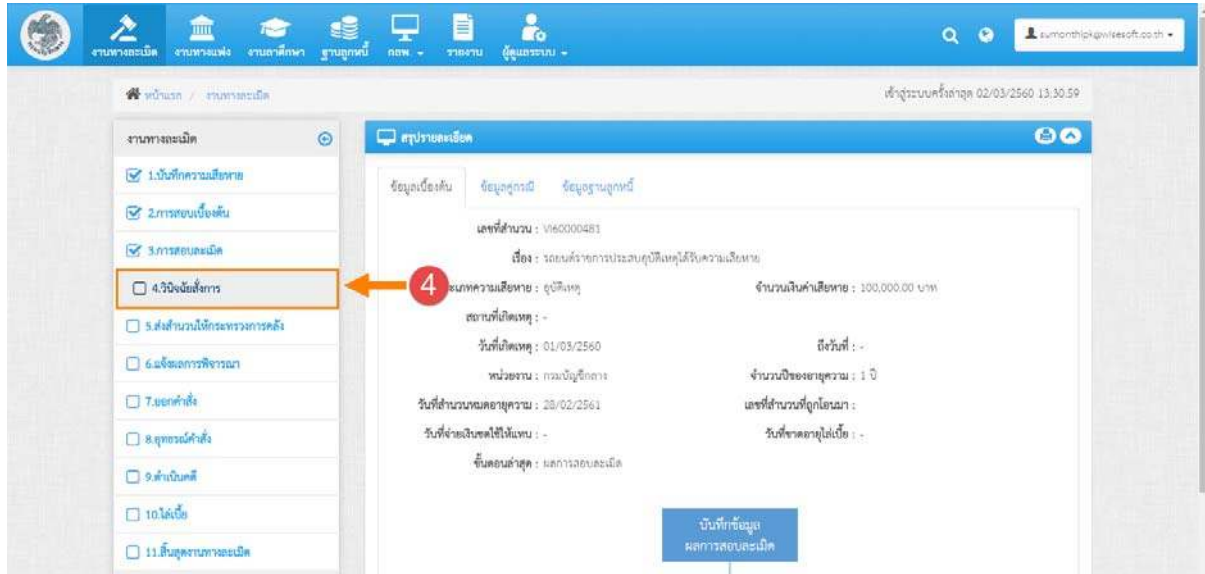 งานทางละเมิด งานทางแพ่ง งานอาศึกษา ฐานลูกหนี้ กลพ. รายงาน ผู้ดูแลระบบ
sumonthipk@wisesoft.co.th
หน้าแรก / งานทางละเมิด
เข้าสู่ระบบครั้งล่าสุด 02/03/2560 13:30:59
งานทางละเมิด
1.บันทึกความเสียหาย
2.การสอบเบื้องต้น
3.การสอบละเมิด
4.วินิจฉัยสั่งการ
5.ส่งสำนวนให้กระทรวงการคลัง
6.แจ้งผลการพิจารณา
7.ออกคำสั่ง
8.อุทธรณ์คำสั่ง
9.ดำเนินคดี
10.ไล่เบี้ย
11.สิ้นสุดงานทางละเมิด
4
สรุปรายละเอียด
ข้อมูลเบื้องต้น ข้อมูลคู่กรณี ข้อมูลฐานลูกหนี้
เลขที่สำนวน : VI60000481
เรื่อง : รถยนต์ราชการประสบอุบัติเหตุได้รับความเสียหาย
ะเภทความเสียหาย : อุบัติเหตุ จำนวนเงินค่าเสียหาย : 100,000.00 บาท
สถานที่เกิดเหตุ : -
วันที่เกิดเหตุ : 01/03/2560 ถึงวันที่ : -
หน่วยงาน : กรมบัญชีกลาง จำนวนปีของอายุความ : 1 ปี
วันที่สำนวนหมดอายุความ : 28/02/2561 เลขที่สำนวนที่ถูกโอนมา :
วันที่จ่ายเงินชดใช้ให้แทน : - วันที่ขาดอายุไล่เบี้ย : -
ขั้นตอนล่าสุด : ผลการสอบละเมิด
บันทึกข้อมูล
ผลการสอบละเมิด